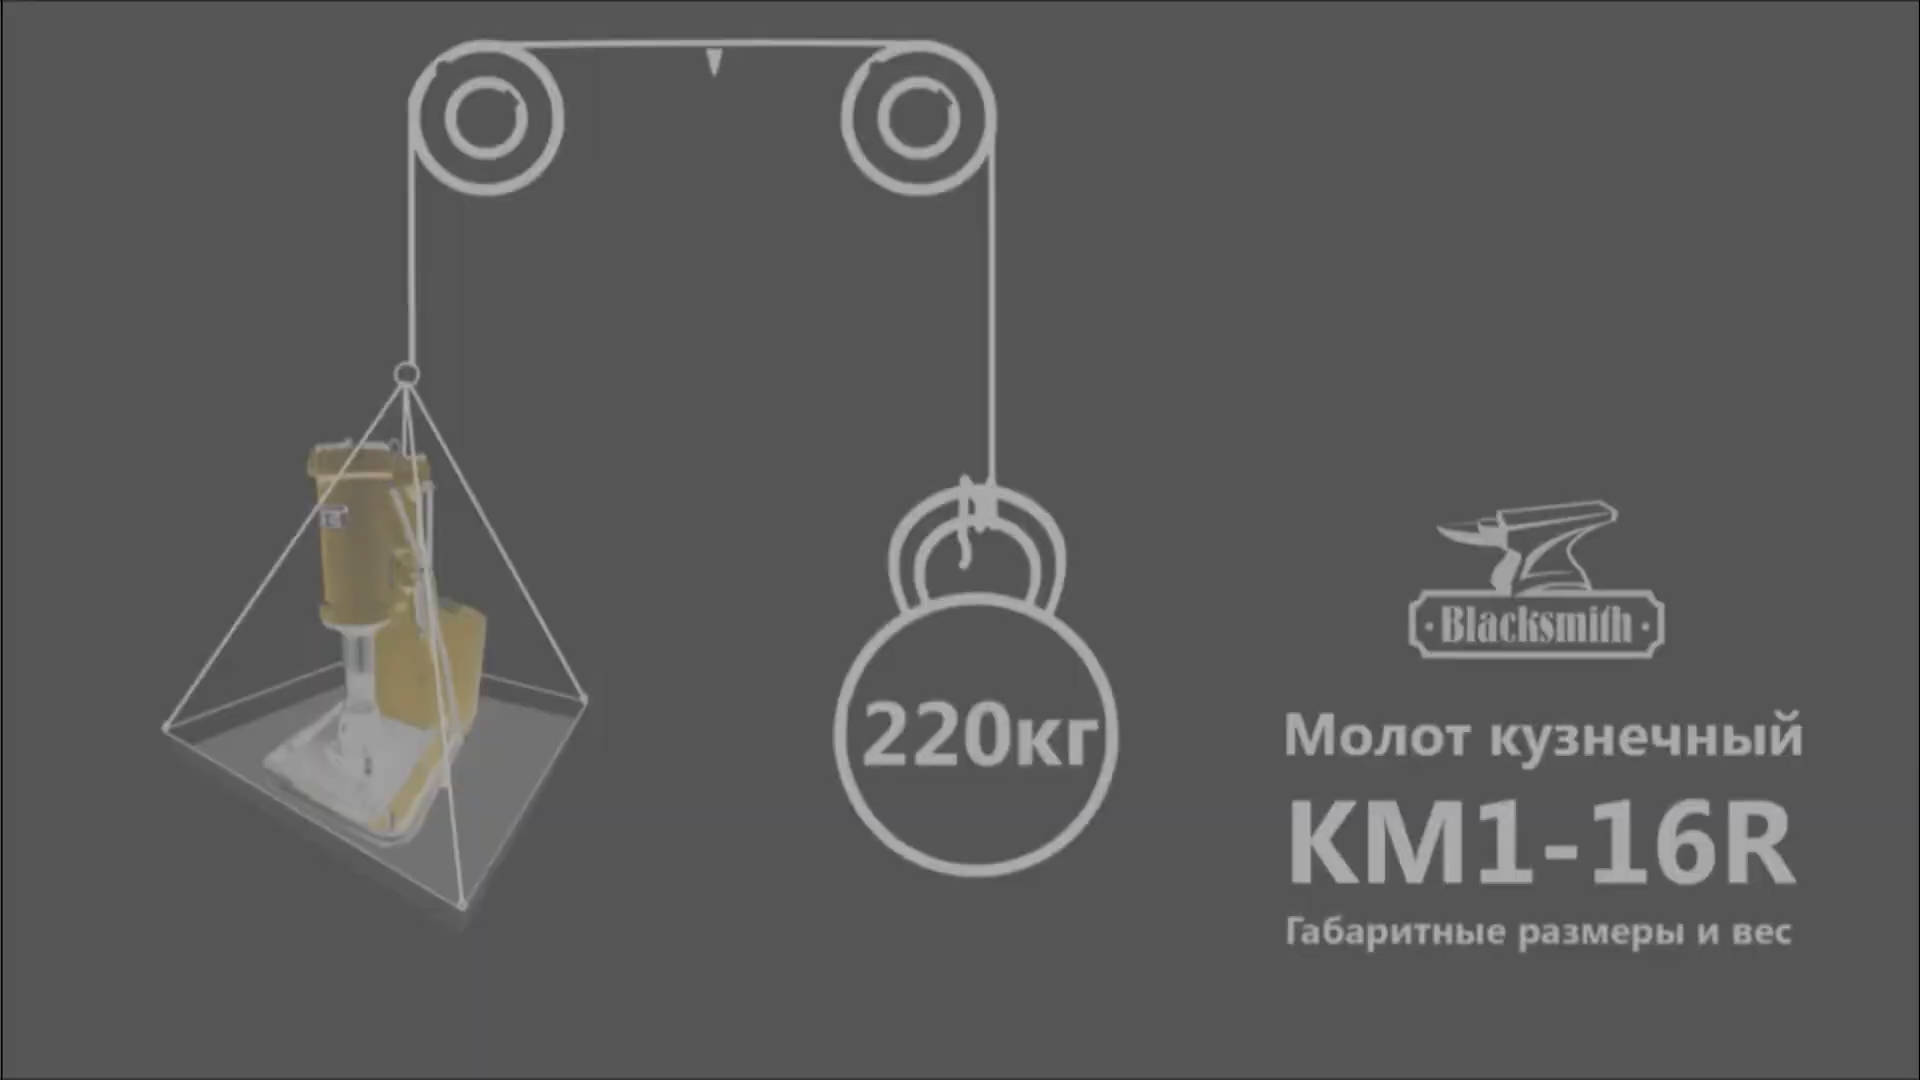 220кг
Blacksmith
Молот кузнечный
KM1-16R
Габаритные размеры и вес